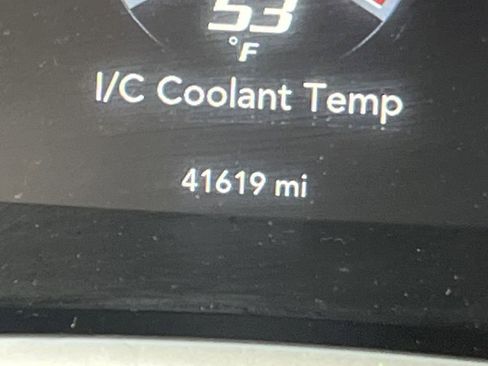 53
°F
I/C Coolant Temp
41619 mi